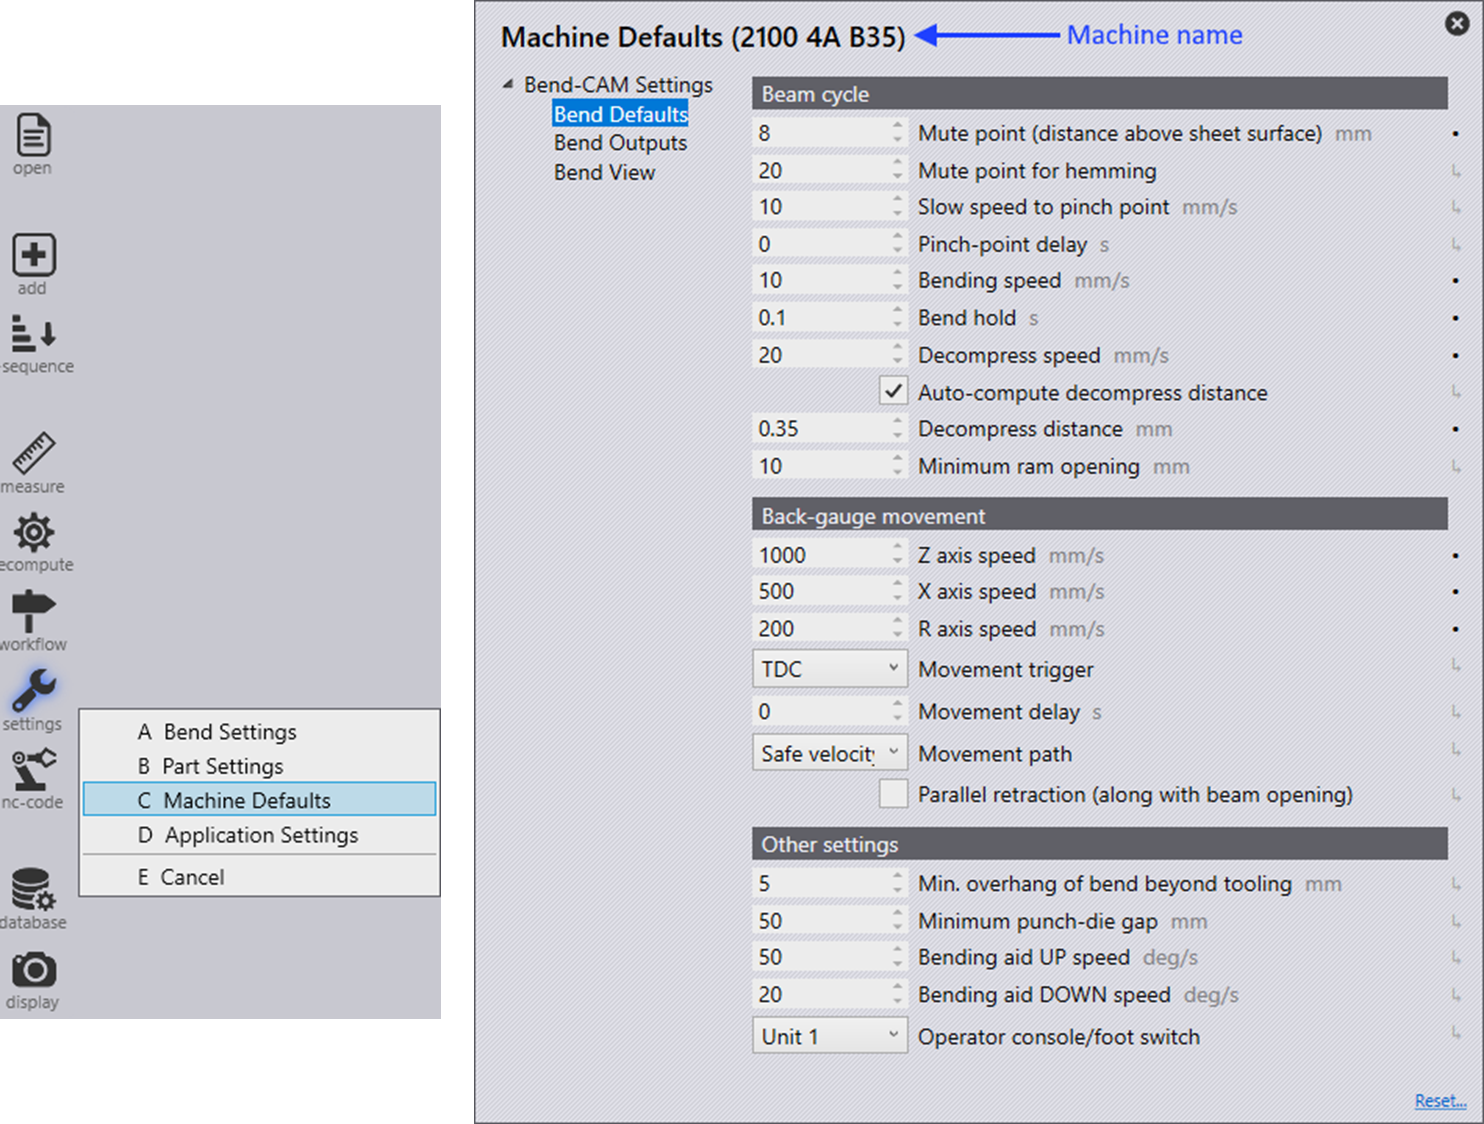 open
add
-sequence
measure
ecompute
workflow
settings
nc-code
database
display
A Bend Settings
B Part Settings
C Machine Defaults
D Application Settings
E Cancel
Machine Defaults (2100 4A B35)
Machine name
Bend-CAM Settings
Bend Defaults
Bend Outputs
Bend View
Beam cycle
8 Mute point (distance above sheet surface) mm
20 Mute point for hemming
10 Slow speed to pinch point mm/s
0 Pinch-point delay s
10 Bending speed mm/s
0.1 Bend hold s
20 Decompress speed mm/s
Auto-compute decompress distance
0.35 Decompress distance mm
10 Minimum ram opening mm
Back-gauge movement
1000 Z axis speed mm/s
500 X axis speed mm/s
200 R axis speed mm/s
TDC Movement trigger
0 Movement delay s
Safe velocity Movement path
Parallel retraction (along with beam opening)
Other settings
5 Min. overhang of bend beyond tooling mm
50 Minimum punch-die gap mm
50 Bending aid UP speed deg/s
20 Bending aid DOWN speed deg/s
Unit 1 Operator console/foot switch
Reset...